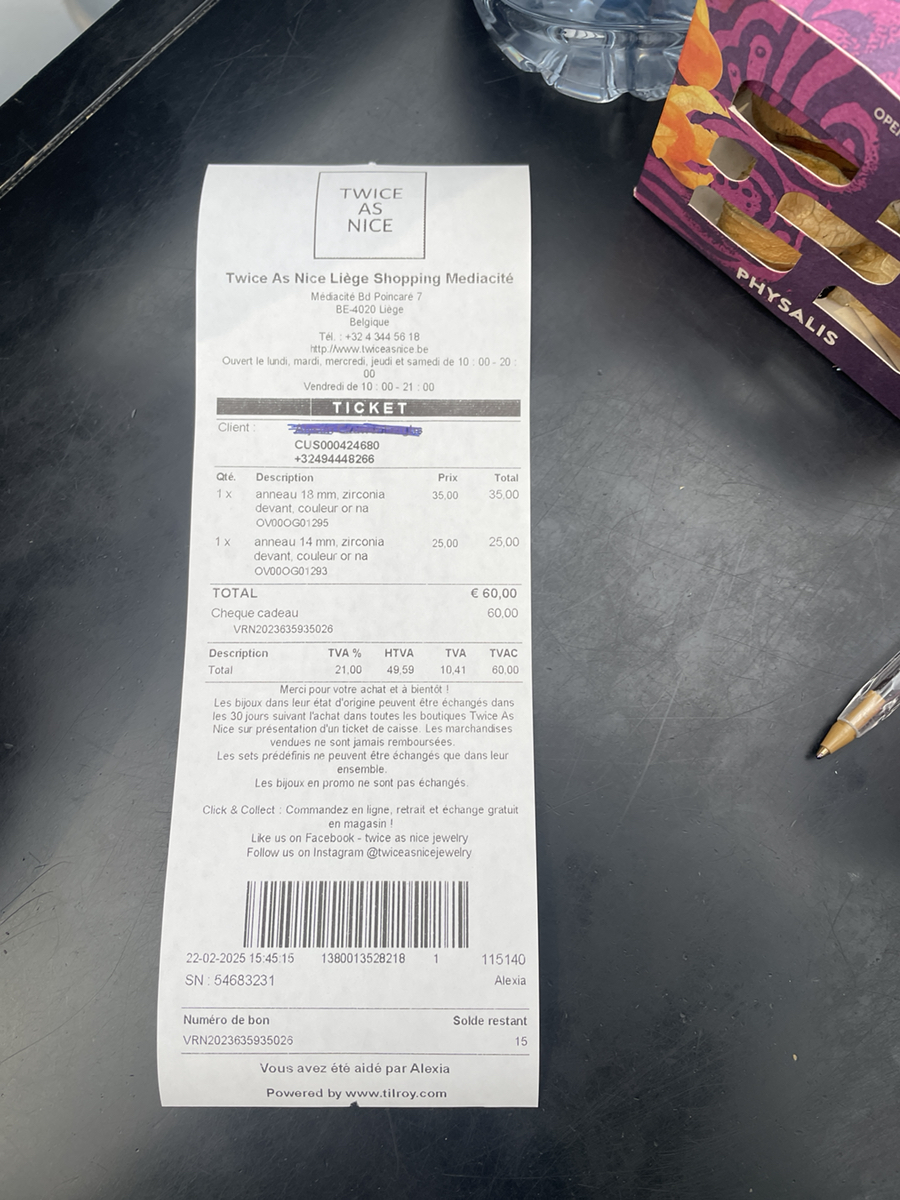 TWICE
AS
NICE
Twice As Nice Liège Shopping Mediacité
Médiacité Bd Poincaré 7
BE-4020 Liège
Belgique
Tél. : +32 4 344 56 18
http://www.twiceasnice.be
Ouvert le lundi, mardi, mercredi, jeudi et samedi de 10 : 00 - 20 :
00
Vendredi de 10 : 00 - 21 : 00
TICKET
Client :
CUS000424680
+32494448266
Qté. Description Prix Total
1 x anneau 18 mm, zirconia 35,00 35,00
devant, couleur or na
OV00OG01295
1 x anneau 14 mm, zirconia 25,00 25,00
devant, couleur or na
OV00OG01293
TOTAL € 60,00
Cheque cadeau 60,00
VRN2023635935026
Description TVA % HTVA TVA TVAC
Total 21,00 49,59 10,41 60,00
Merci pour votre achat et à bientôt !
Les bijoux dans leur état d'origine peuvent être échangés dans
les 30 jours suivant l'achat dans toutes les boutiques Twice As
Nice sur présentation d'un ticket de caisse. Les marchandises
vendues ne sont jamais remboursées.
Les sets prédéfinis ne peuvent être échangés que dans leur
ensemble.
Les bijoux en promo ne sont pas échangés.
Click & Collect : Commandez en ligne, retrait et échange gratuit
en magasin !
Like us on Facebook - twice as nice jewelry
Follow us on Instagram @twiceasnicejewelry
22-02-2025 15:45:15 1380013528218 1 115140
SN : 54683231 Alexia
Numéro de bon Solde restant
VRN2023635935026 15
Vous avez été aidé par Alexia
Powered by www.tilroy.com
PHYSALIS